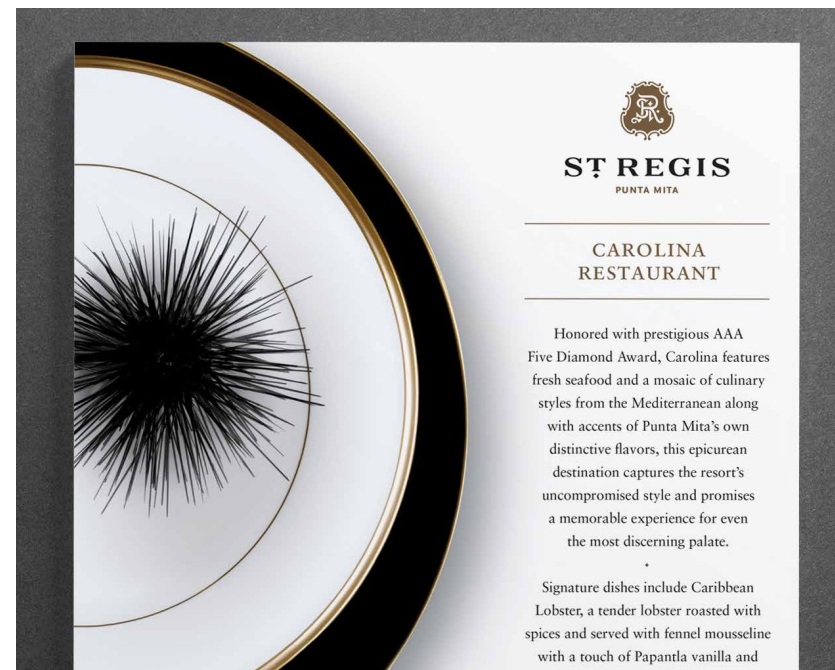 R
ST REGIS
PUNTA MITA
CAROLINA
RESTAURANT
Honored with prestigious AAA
Five Diamond Award, Carolina features
fresh seafood and a mosaic of culinary
styles from the Mediterranean along
with accents of Punta Mita’s own
distinctive flavors, this epicurean
destination captures the resort’s
uncompromised style and promises
a memorable experience for even
the most discerning palate.
•
Signature dishes include Caribbean
Lobster, a tender lobster roasted with
spices and served with fennel mousseline
with a touch of Papantla vanilla and